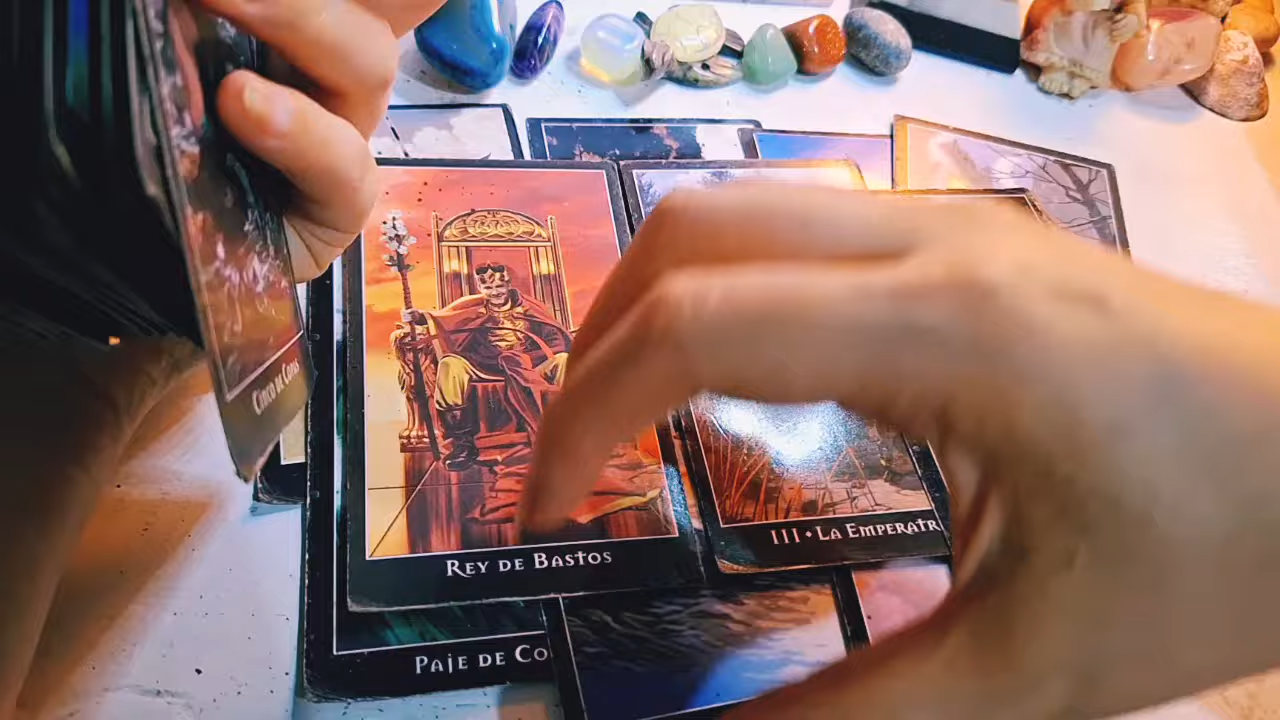 Cinco de Copas
Rey de Bastos
III • La Emperatr
Paje de Co